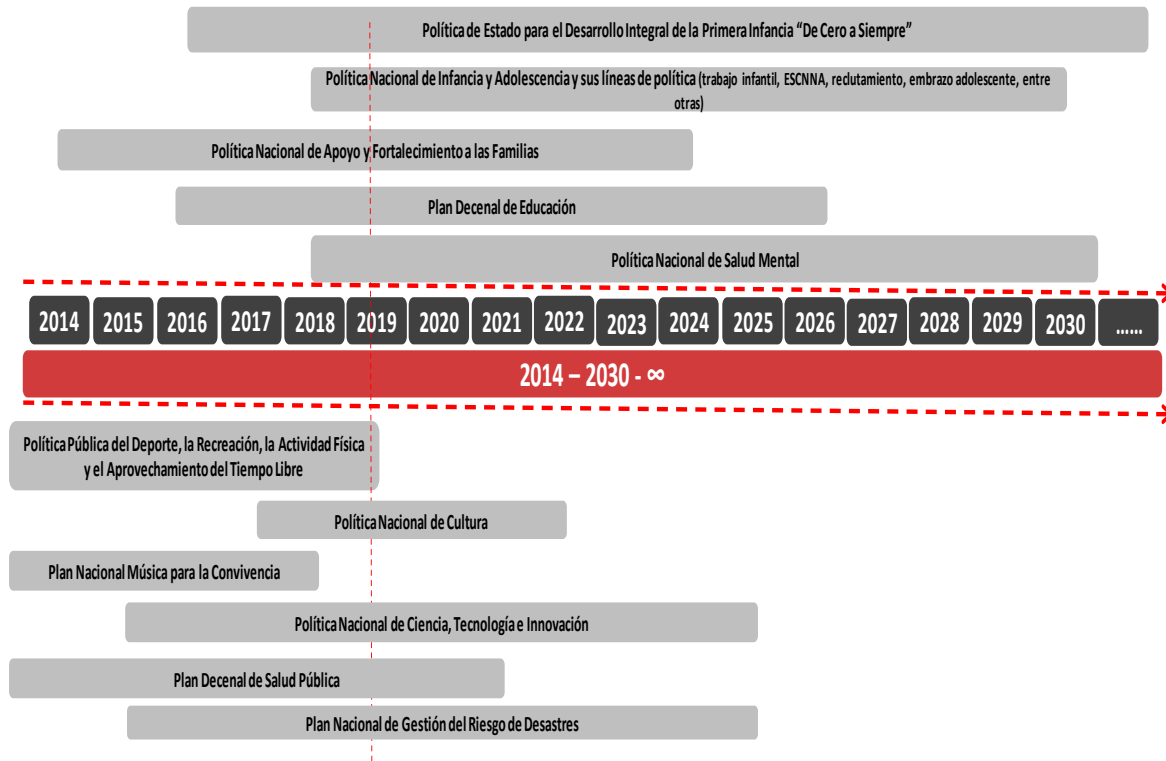 Política de Estado para el Desarrollo Integral de la Primera Infancia "De Cero a Siempre"
Política Nacional de Infancia y Adolescencia y sus líneas de política (trabajo infantil, ESCNNA, reclutamiento, embrazo adolescente, entre
otras)
Política Nacional de Apoyo y Fortalecimiento a las Familias
Plan Decenal de Educación
Política Nacional de Salud Mental
2014 2015 2016 2017 2018 2019 2020 2021 2022 2023 2024 2025 2026 2027 2028 2029 2030 ......
2014 – 2030 - ∞
Política Pública del Deporte, la Recreación, la Actividad Física
y el Aprovechamiento del Tiempo Libre
Política Nacional de Cultura
Plan Nacional Música para la Convivencia
Política Nacional de Ciencia, Tecnología e Innovación
Plan Decenal de Salud Pública
Plan Nacional de Gestión del Riesgo de Desastres